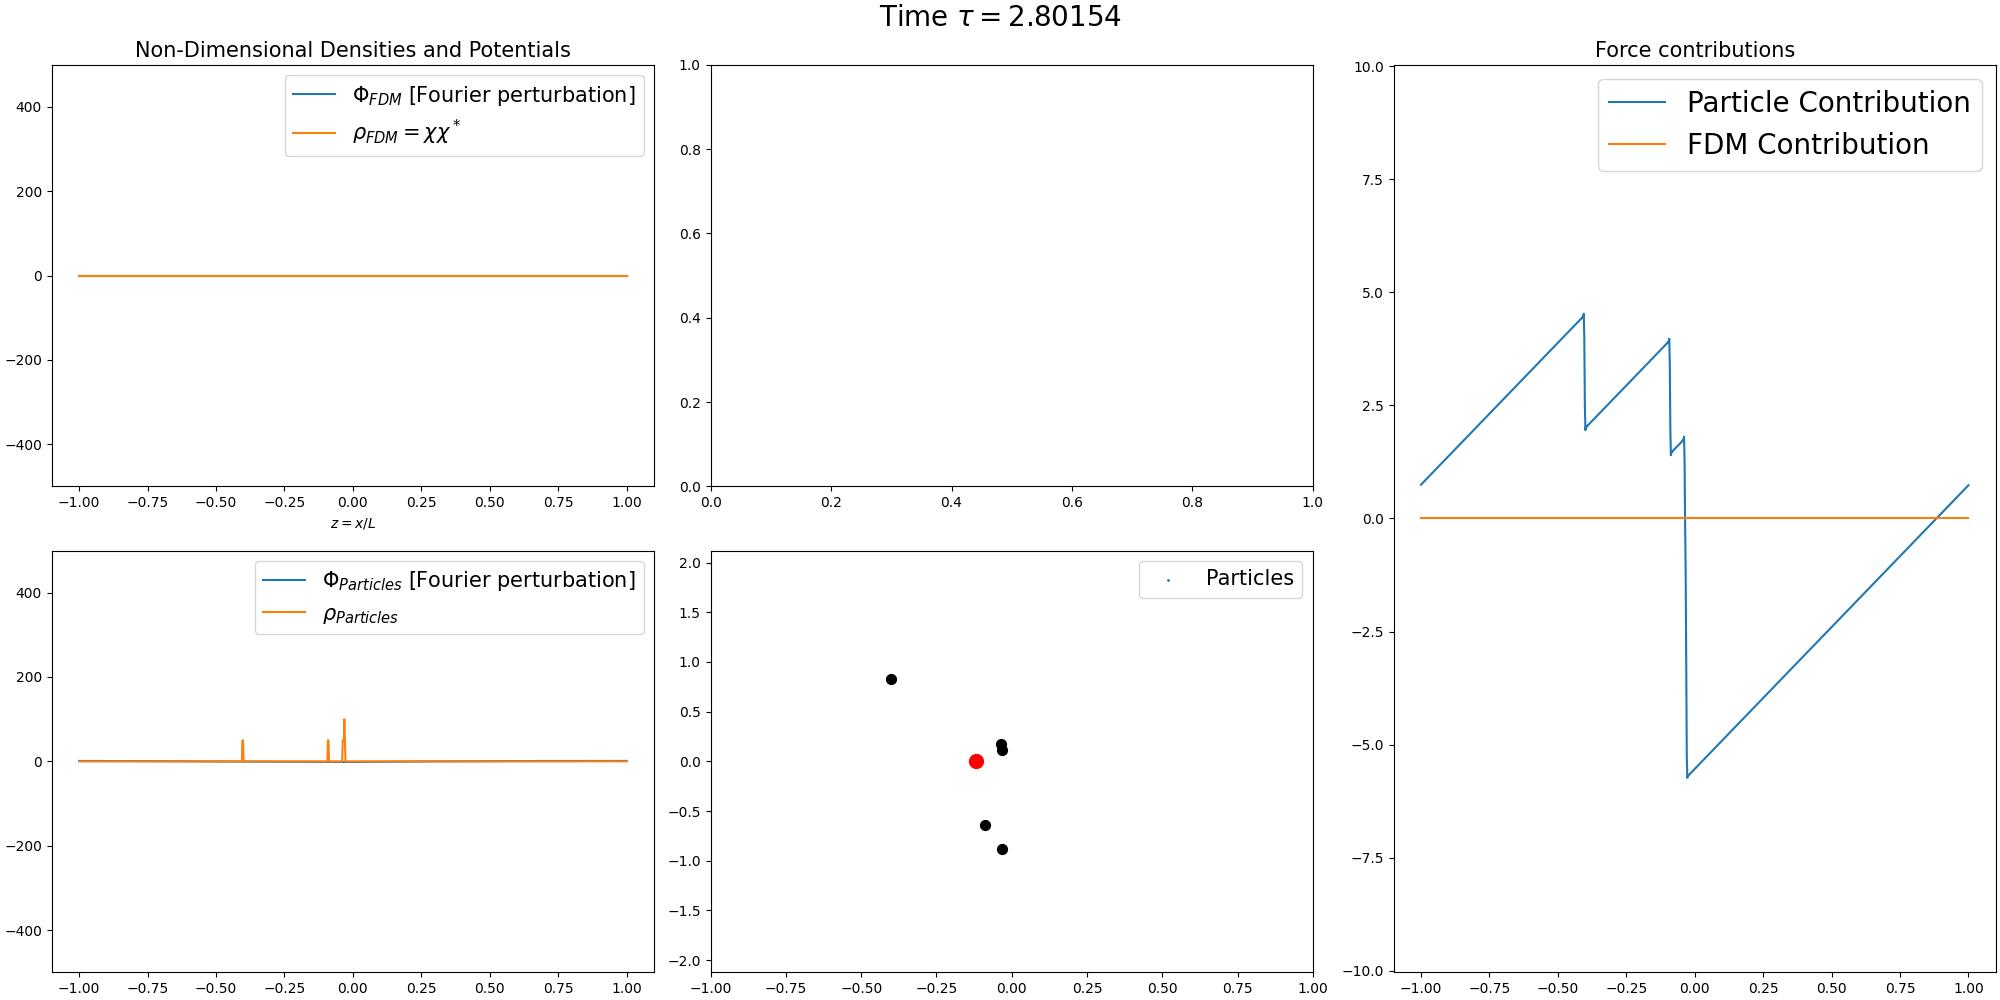 Time τ = 2.80154
Non-Dimensional Densities and Potentials
Φ_FDM [Fourier perturbation]
ρ_FDM = χχ*
400
200
0
−200
−400
−1.00 −0.75 −0.50 −0.25 0.00 0.25 0.50 0.75 1.00
z = x/L
1.0
0.8
0.6
0.4
0.2
0.0
0.0 0.2 0.4 0.6 0.8 1.0
Φ_Particles [Fourier perturbation]
ρ_Particles
400
200
0
−200
−400
−1.00 −0.75 −0.50 −0.25 0.00 0.25 0.50 0.75 1.00
Particles
2.0
1.5
1.0
0.5
0.0
−0.5
−1.0
−1.5
−2.0
−1.00 −0.75 −0.50 −0.25 0.00 0.25 0.50 0.75 1.00
Force contributions
Particle Contribution
FDM Contribution
10.0
7.5
5.0
2.5
0.0
−2.5
−5.0
−7.5
−10.0
−1.00 −0.75 −0.50 −0.25 0.00 0.25 0.50 0.75 1.00